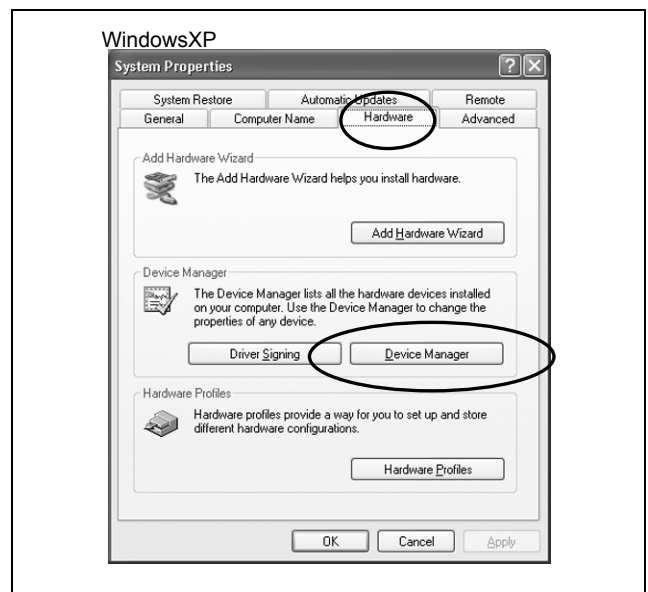 WindowsXP
System Properties
System Restore Automatic Updates Remote
General Computer Name Hardware Advanced
Add Hardware Wizard
The Add Hardware Wizard helps you install hardware.
Add Hardware Wizard
Device Manager
The Device Manager lists all the hardware devices installed
on your computer. Use the Device Manager to change the
properties of any device.
Driver Signing Device Manager
Hardware Profiles
Hardware profiles provide a way for you to set up and store
different hardware configurations.
Hardware Profiles
OK Cancel Apply